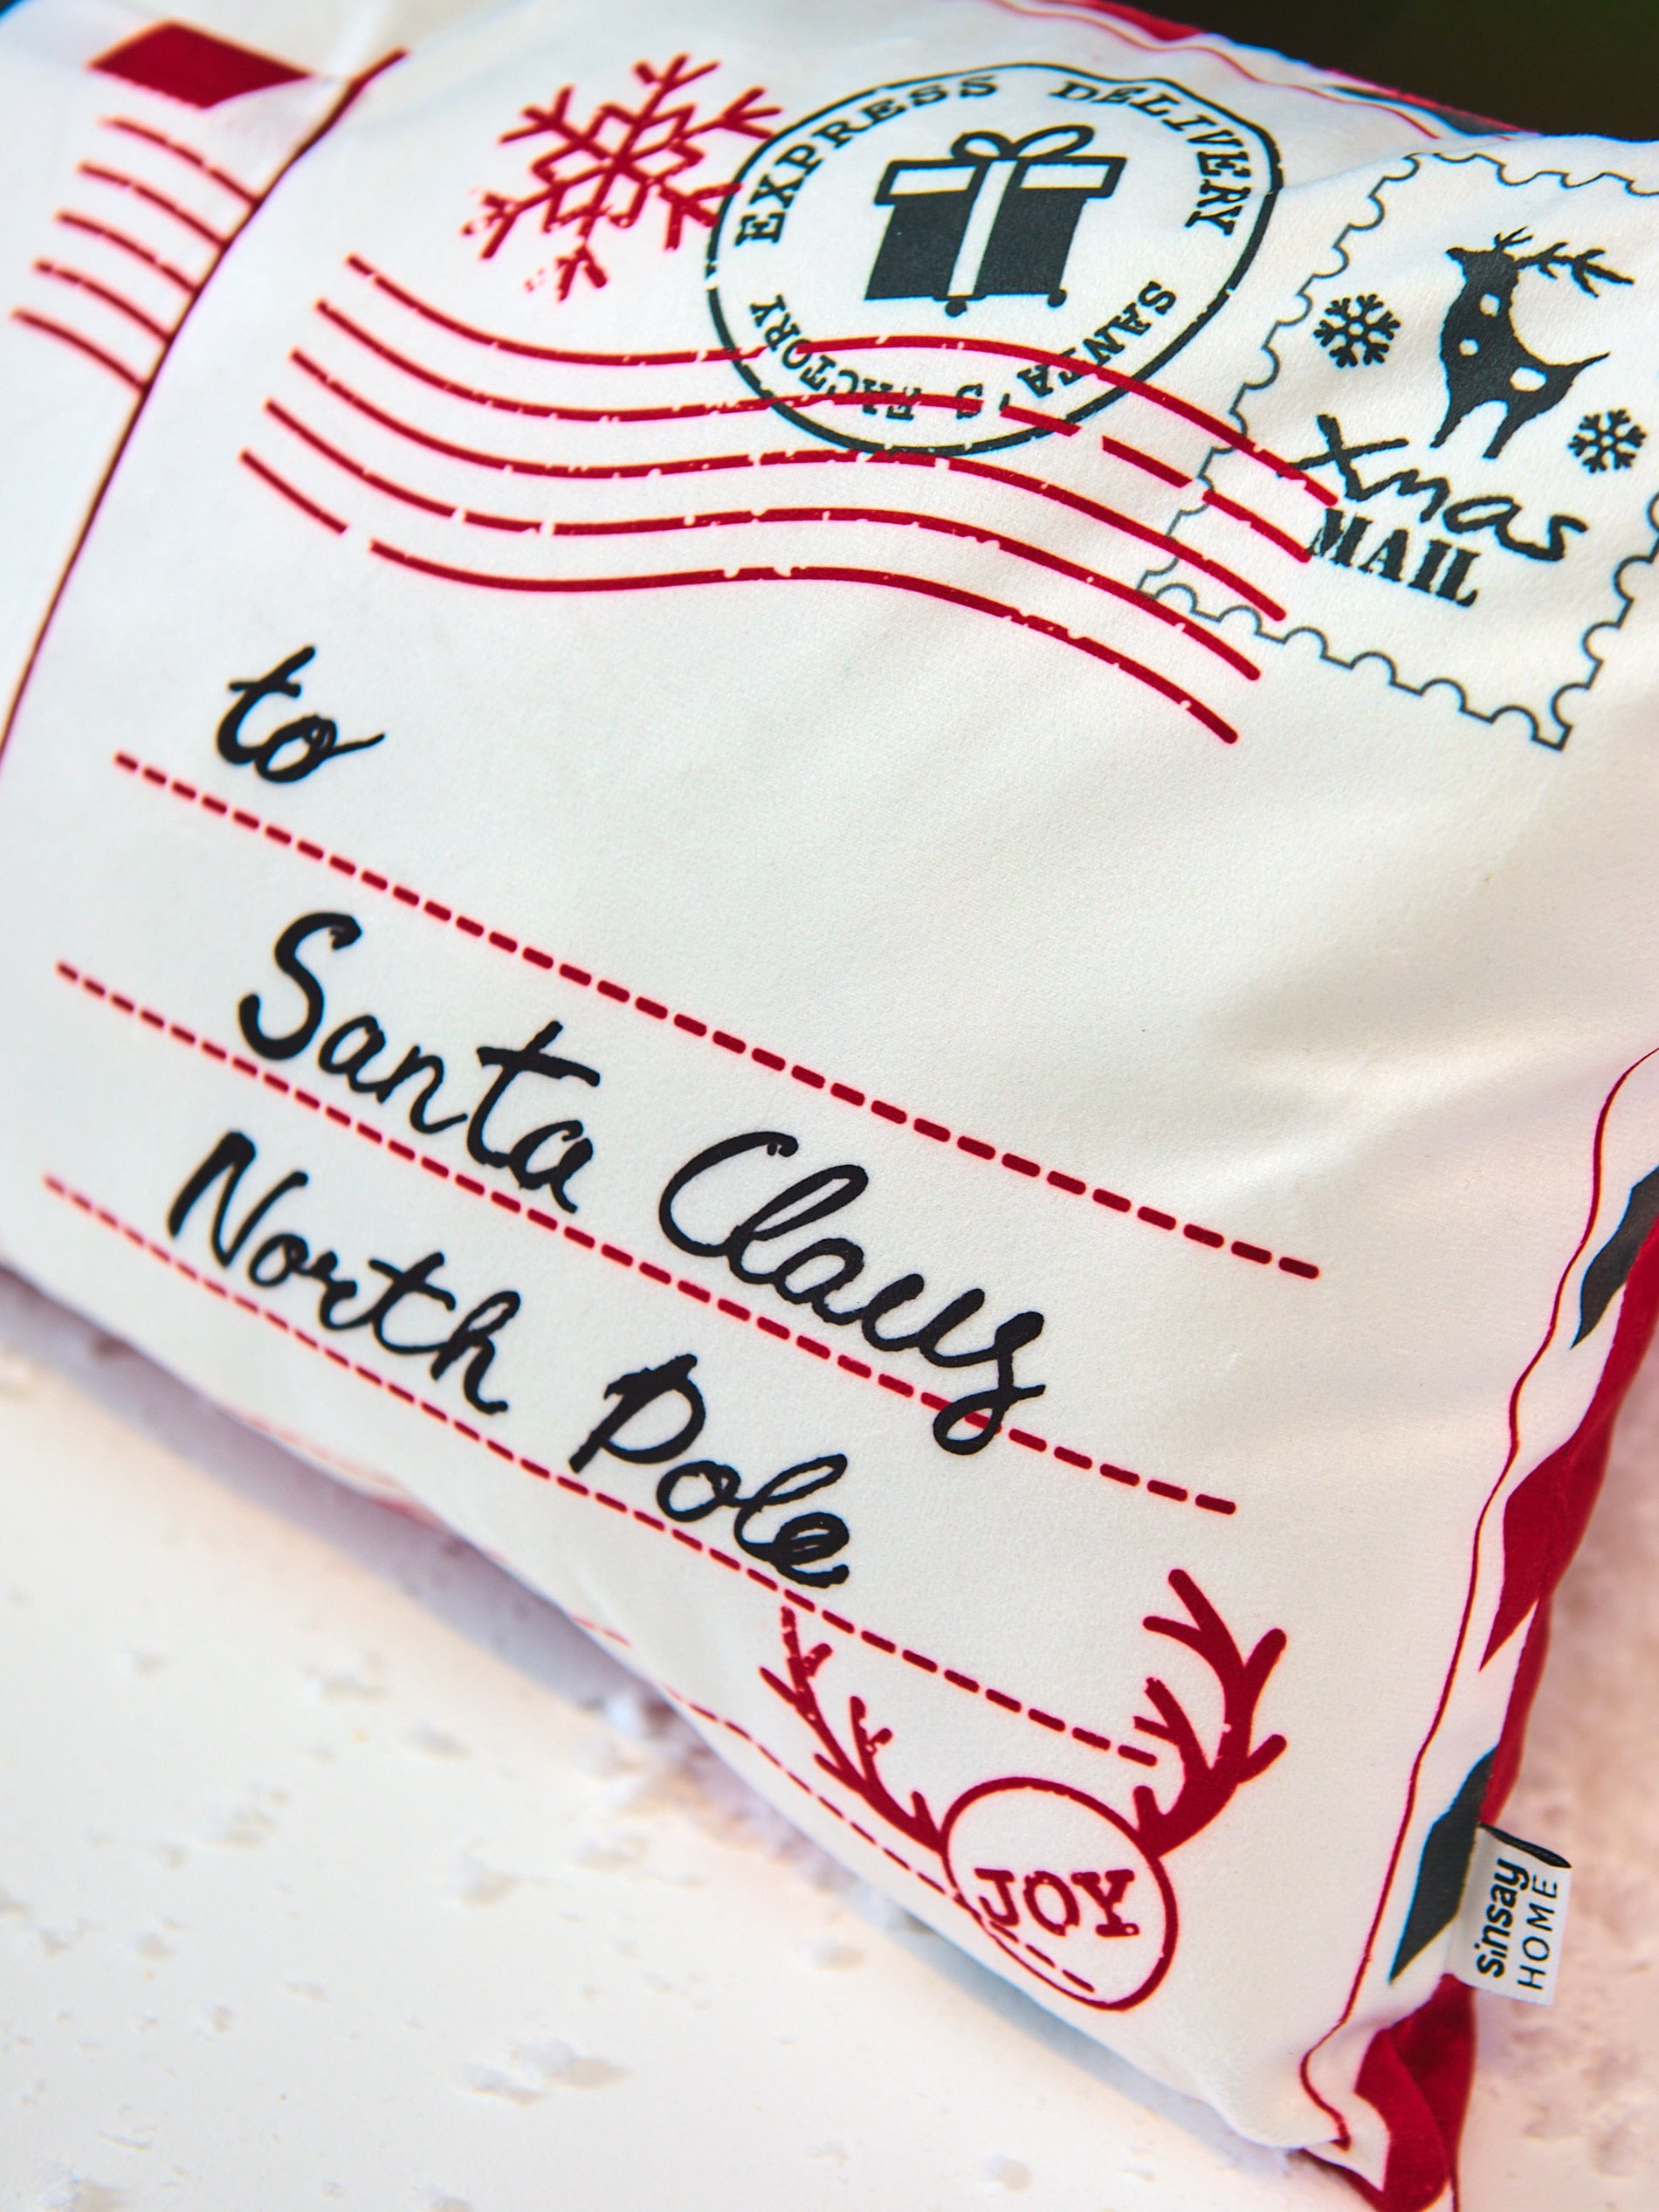 EXPRESS DELIVERY
SANTA'S FACTORY
Xmas
MAIL
to
Santa Claus
North Pole
JOY
sinsay
HOME